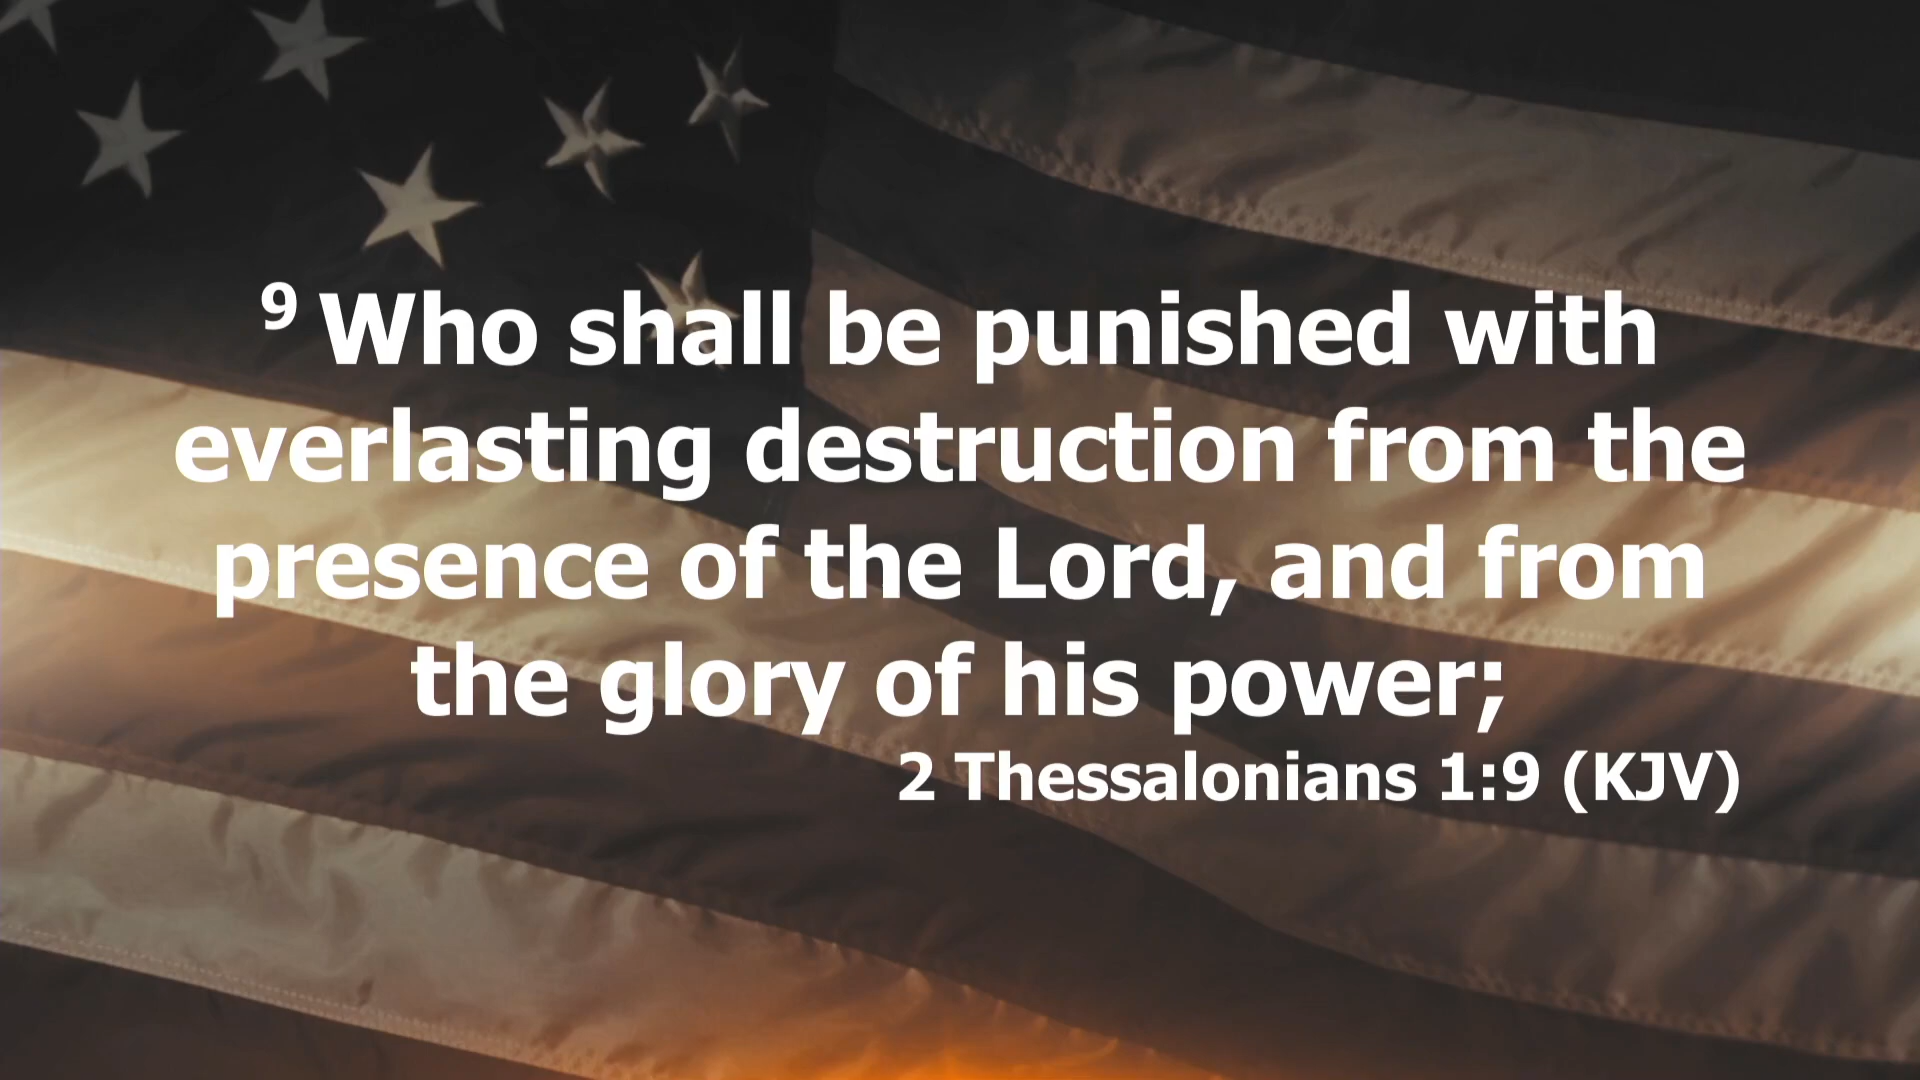 9 Who shall be punished with
everlasting destruction from the
presence of the Lord, and from
the glory of his power;
2 Thessalonians 1:9 (KJV)